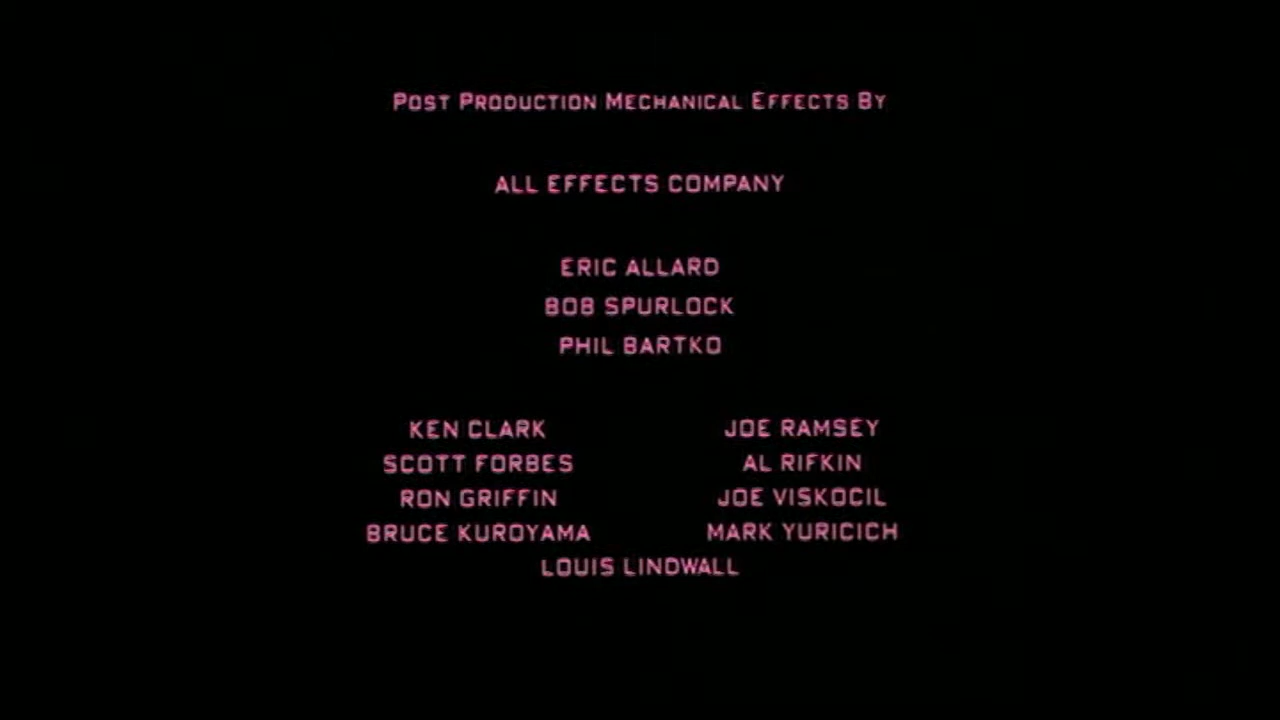 Post Production Mechanical Effects By
ALL EFFECTS COMPANY
ERIC ALLARD
BOB SPURLOCK
PHIL BARTKO
KEN CLARK JOE RAMSEY
SCOTT FORBES AL RIFKIN
RON GRIFFIN JOE VISKOCIL
BRUCE KUROYAMA MARK YURICICH
LOUIS LINDWALL